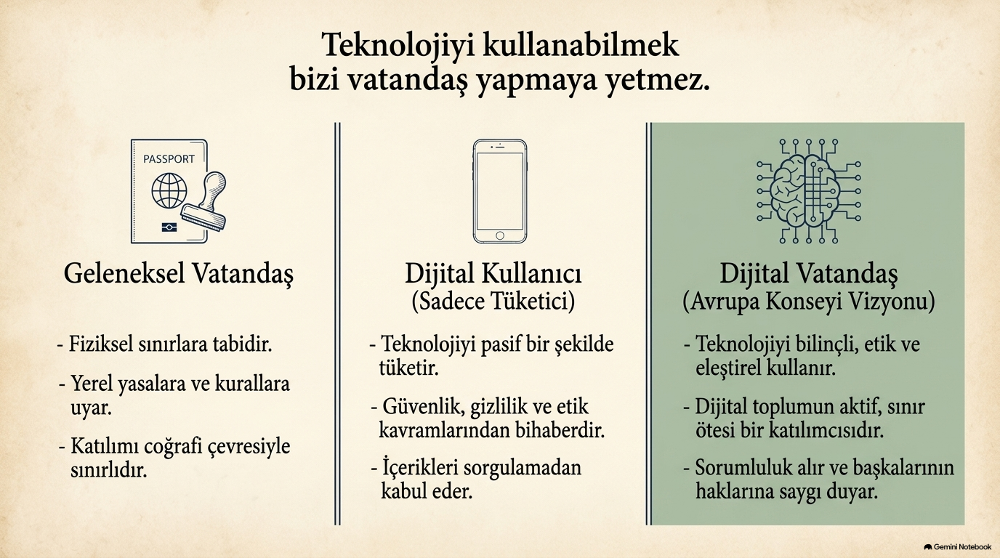 Teknolojiyi kullanabilmek
bizi vatandaş yapmaya yetmez.
PASSPORT
Geleneksel Vatandaş
- Fiziksel sınırlara tabidir.
- Yerel yasalara ve kurallara
uyar.
- Katılımı coğrafi çevresiyle
sınırlıdır.
Dijital Kullanıcı
(Sadece Tüketici)
- Teknolojiyi pasif bir şekilde
tüketir.
- Güvenlik, gizlilik ve etik
kavramlarından bihaberdir.
- İçerikleri sorgulamadan
kabul eder.
Dijital Vatandaş
(Avrupa Konseyi Vizyonu)
- Teknolojiyi bilinçli, etik ve
eleştirel kullanır.
- Dijital toplumun aktif, sınır
ötesi bir katılımcısıdır.
- Sorumluluk alır ve başkalarının
haklarına saygı duyar.
Gemini Notebook